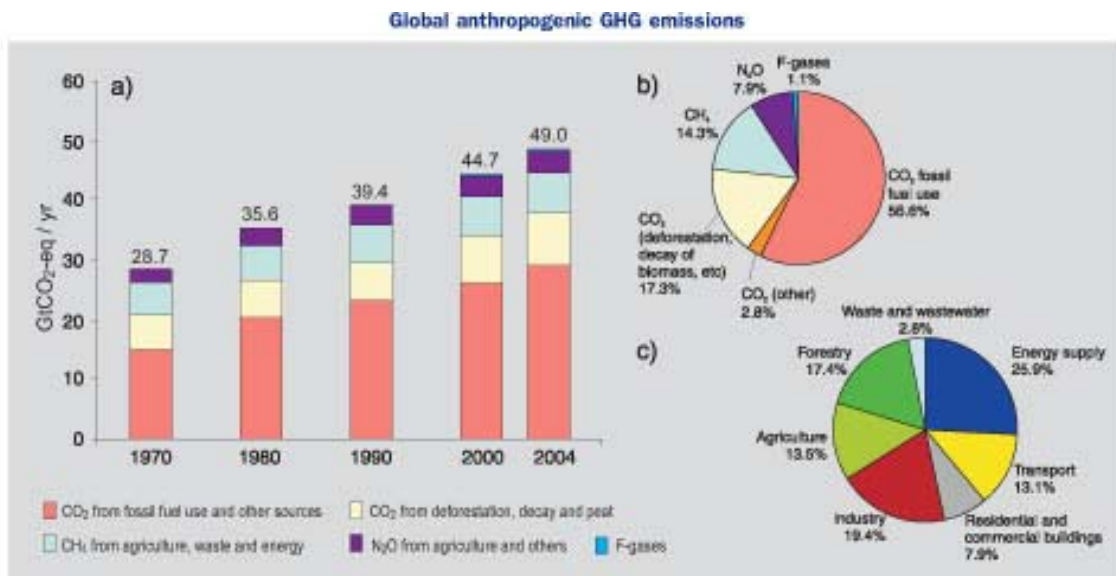 Global anthropogenic GHG emissions
a)
GtCO₂-eq / yr
60
50
40
30
20
10
0
28.7
35.6
39.4
44.7
49.0
1970
1980
1990
2000
2004
CO₂ from fossil fuel use and other sources
CO₂ from deforestation, decay and peat
CH₄ from agriculture, waste and energy
N₂O from agriculture and others
F-gases
b)
F-gases
1.1%
N₂O
7.9%
CH₄
14.3%
CO₂ fossil
fuel use
56.6%
CO₂
(deforestation,
decay of
biomass, etc)
17.3%
CO₂ (other)
2.8%
c)
Waste and wastewater
2.8%
Forestry
17.4%
Energy supply
25.9%
Agriculture
13.5%
Transport
13.1%
Industry
19.4%
Residential and
commercial buildings
7.9%